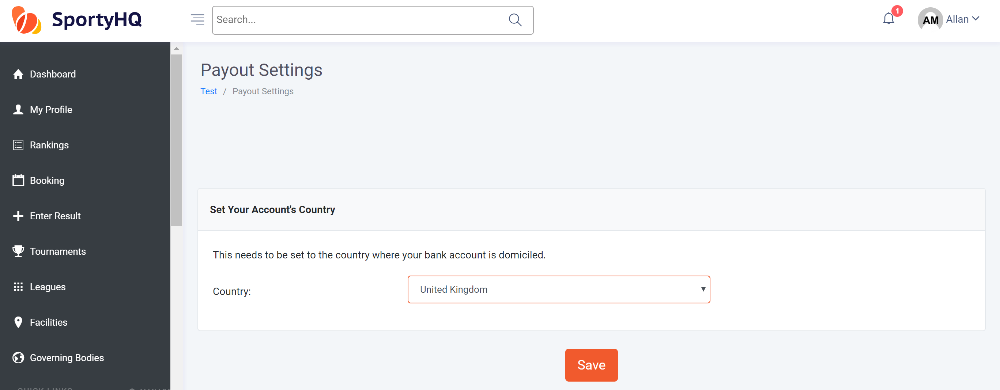 SportyHQ
Search...
1
AM
Allan
Dashboard
My Profile
Rankings
Booking
Enter Result
Tournaments
Leagues
Facilities
Governing Bodies
Payout Settings
Test / Payout Settings
Set Your Account's Country
This needs to be set to the country where your bank account is domiciled.
Country:
United Kingdom
Save